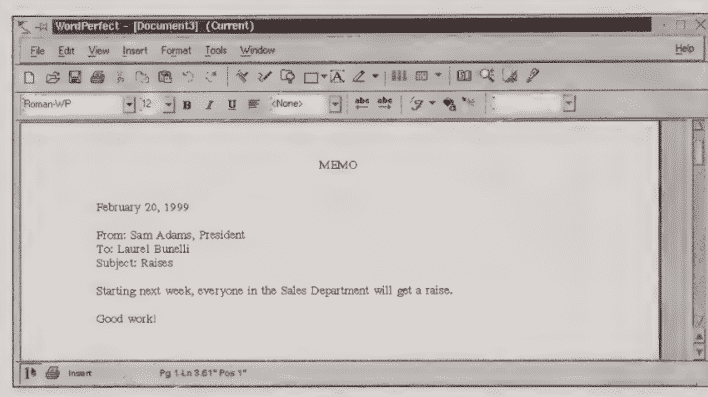 WordPerfect - [Document3] (Current)
File Edit View Insert Format Tools Window Help
Roman-WP 12 B I U <None> abc abc
MEMO
February 20, 1999
From: Sam Adams, President
To: Laurel Bunelli
Subject: Raises
Starting next week, everyone in the Sales Department will get a raise.
Good work!
Insert Pg 1 Ln 3.61" Pos 1"